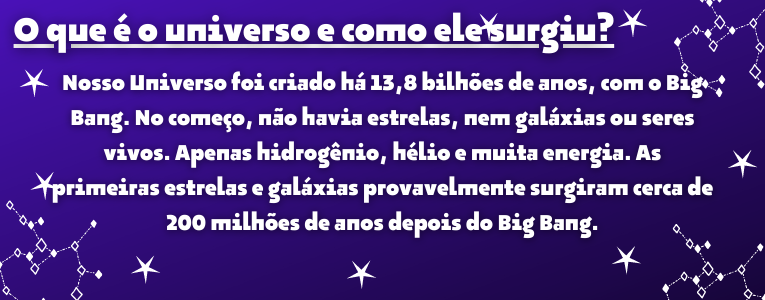 O que é o universo e como ele surgiu?
Nosso Universo foi criado há 13,8 bilhões de anos, com o Big
Bang. No começo, não havia estrelas, nem galáxias ou seres
vivos. Apenas hidrogênio, hélio e muita energia. As
primeiras estrelas e galáxias provavelmente surgiram cerca de
200 milhões de anos depois do Big Bang.